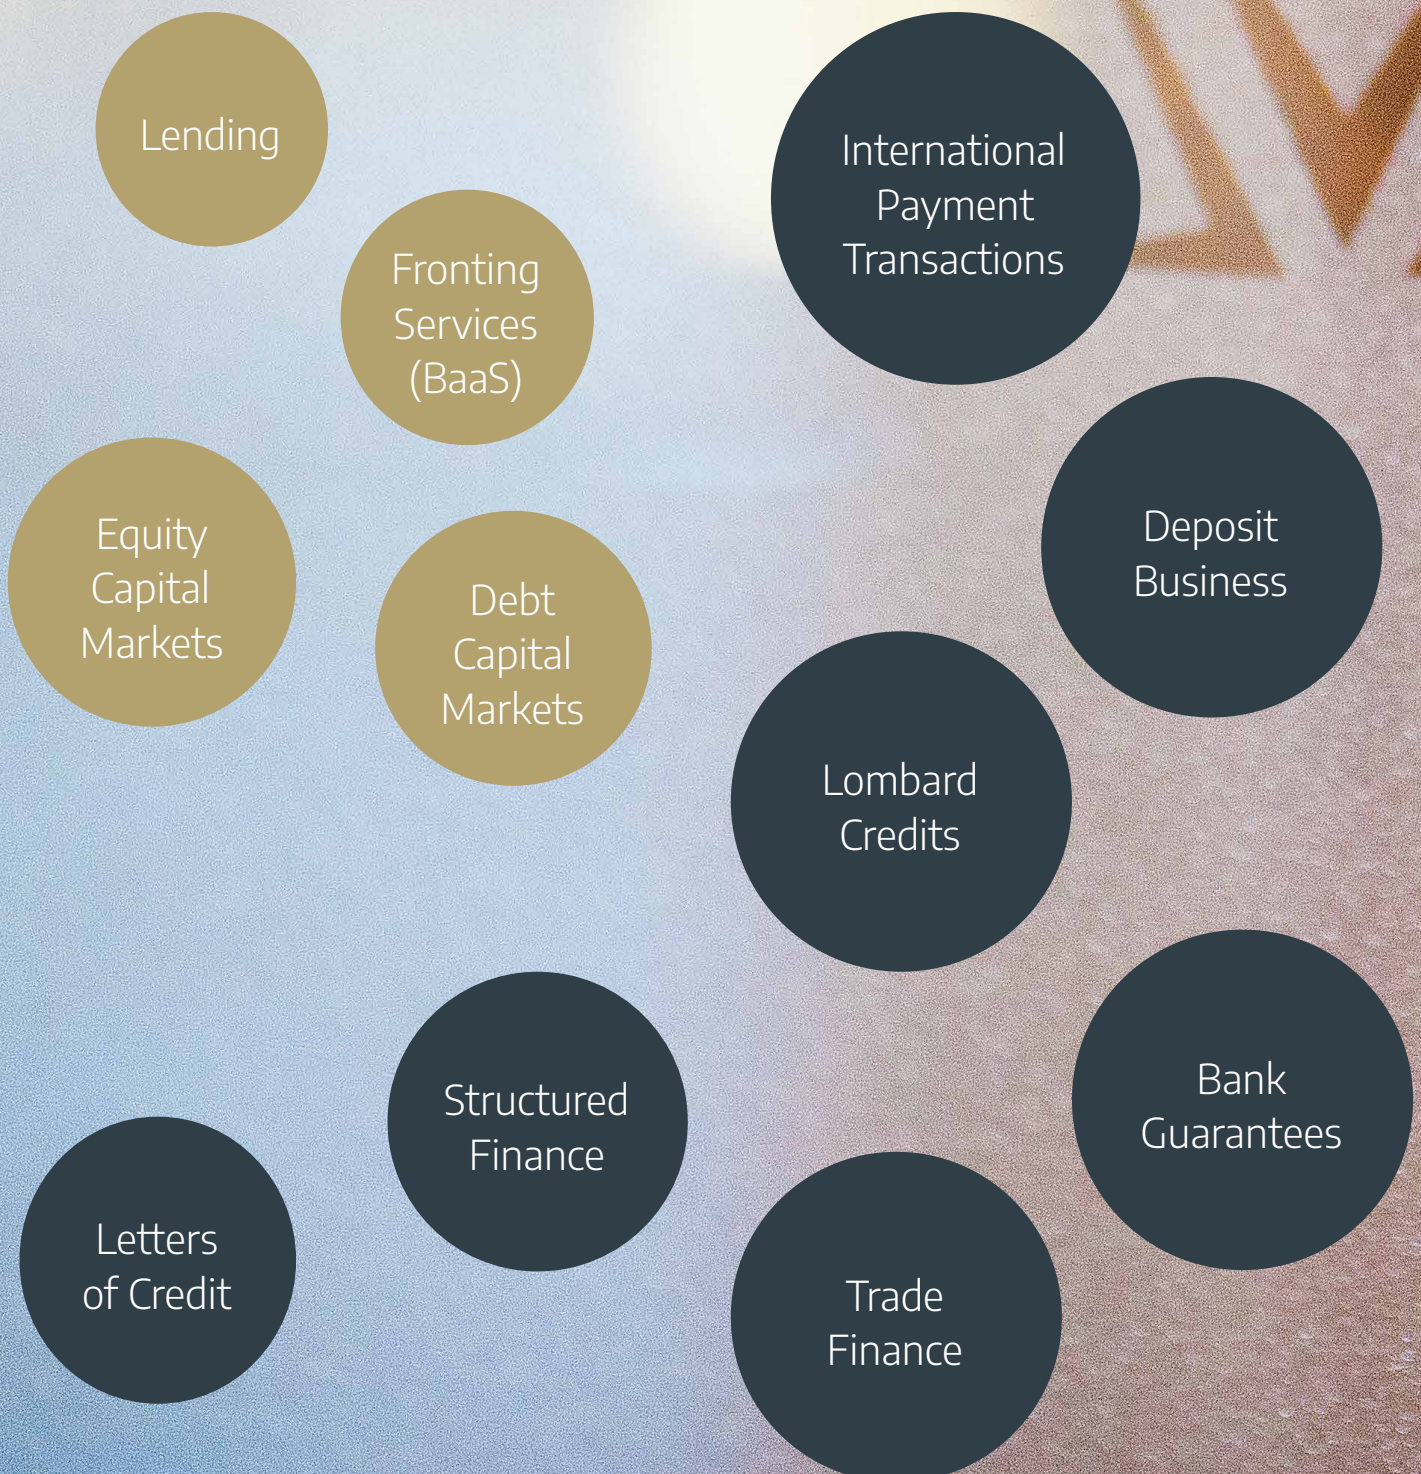 Lending
International
Payment
Transactions
Fronting
Services
(BaaS)
Equity
Capital
Markets
Debt
Capital
Markets
Deposit
Business
Lombard
Credits
Structured
Finance
Bank
Guarantees
Letters
of Credit
Trade
Finance